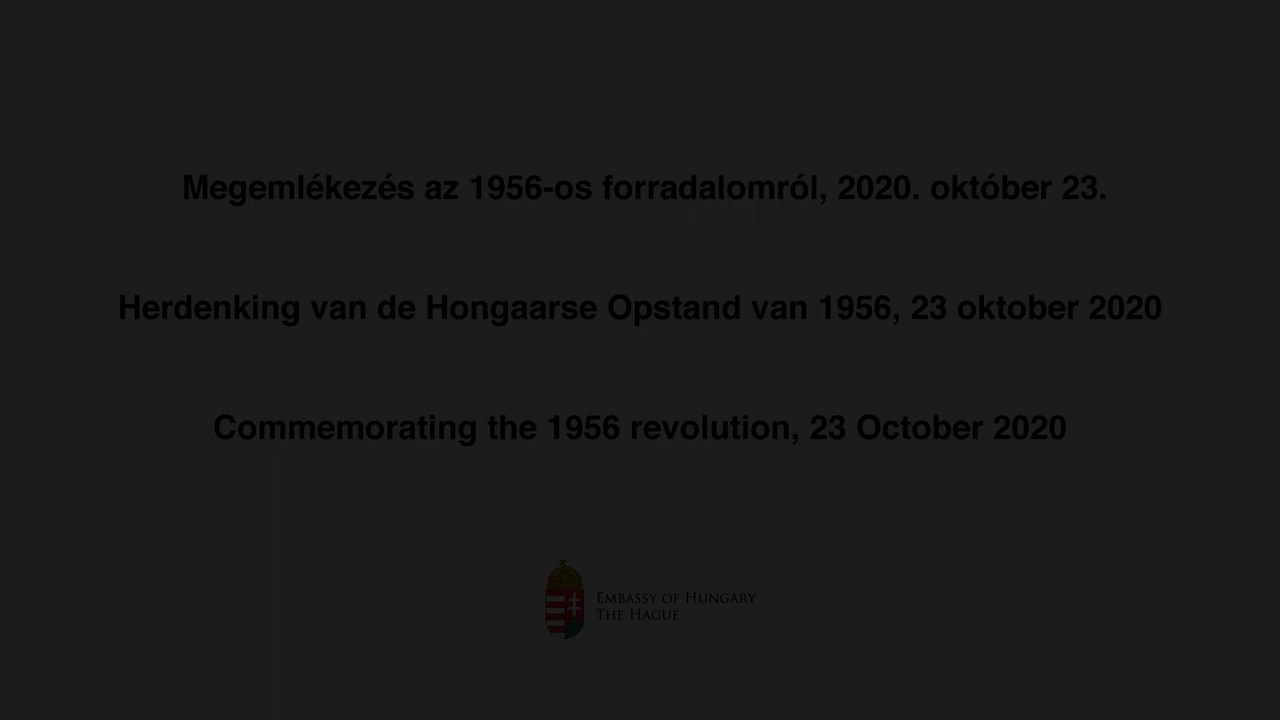 Megemlékezés az 1956-os forradalomról, 2020. október 23.
Herdenking van de Hongaarse Opstand van 1956, 23 oktober 2020
Commemorating the 1956 revolution, 23 October 2020
Embassy of Hungary
The Hague